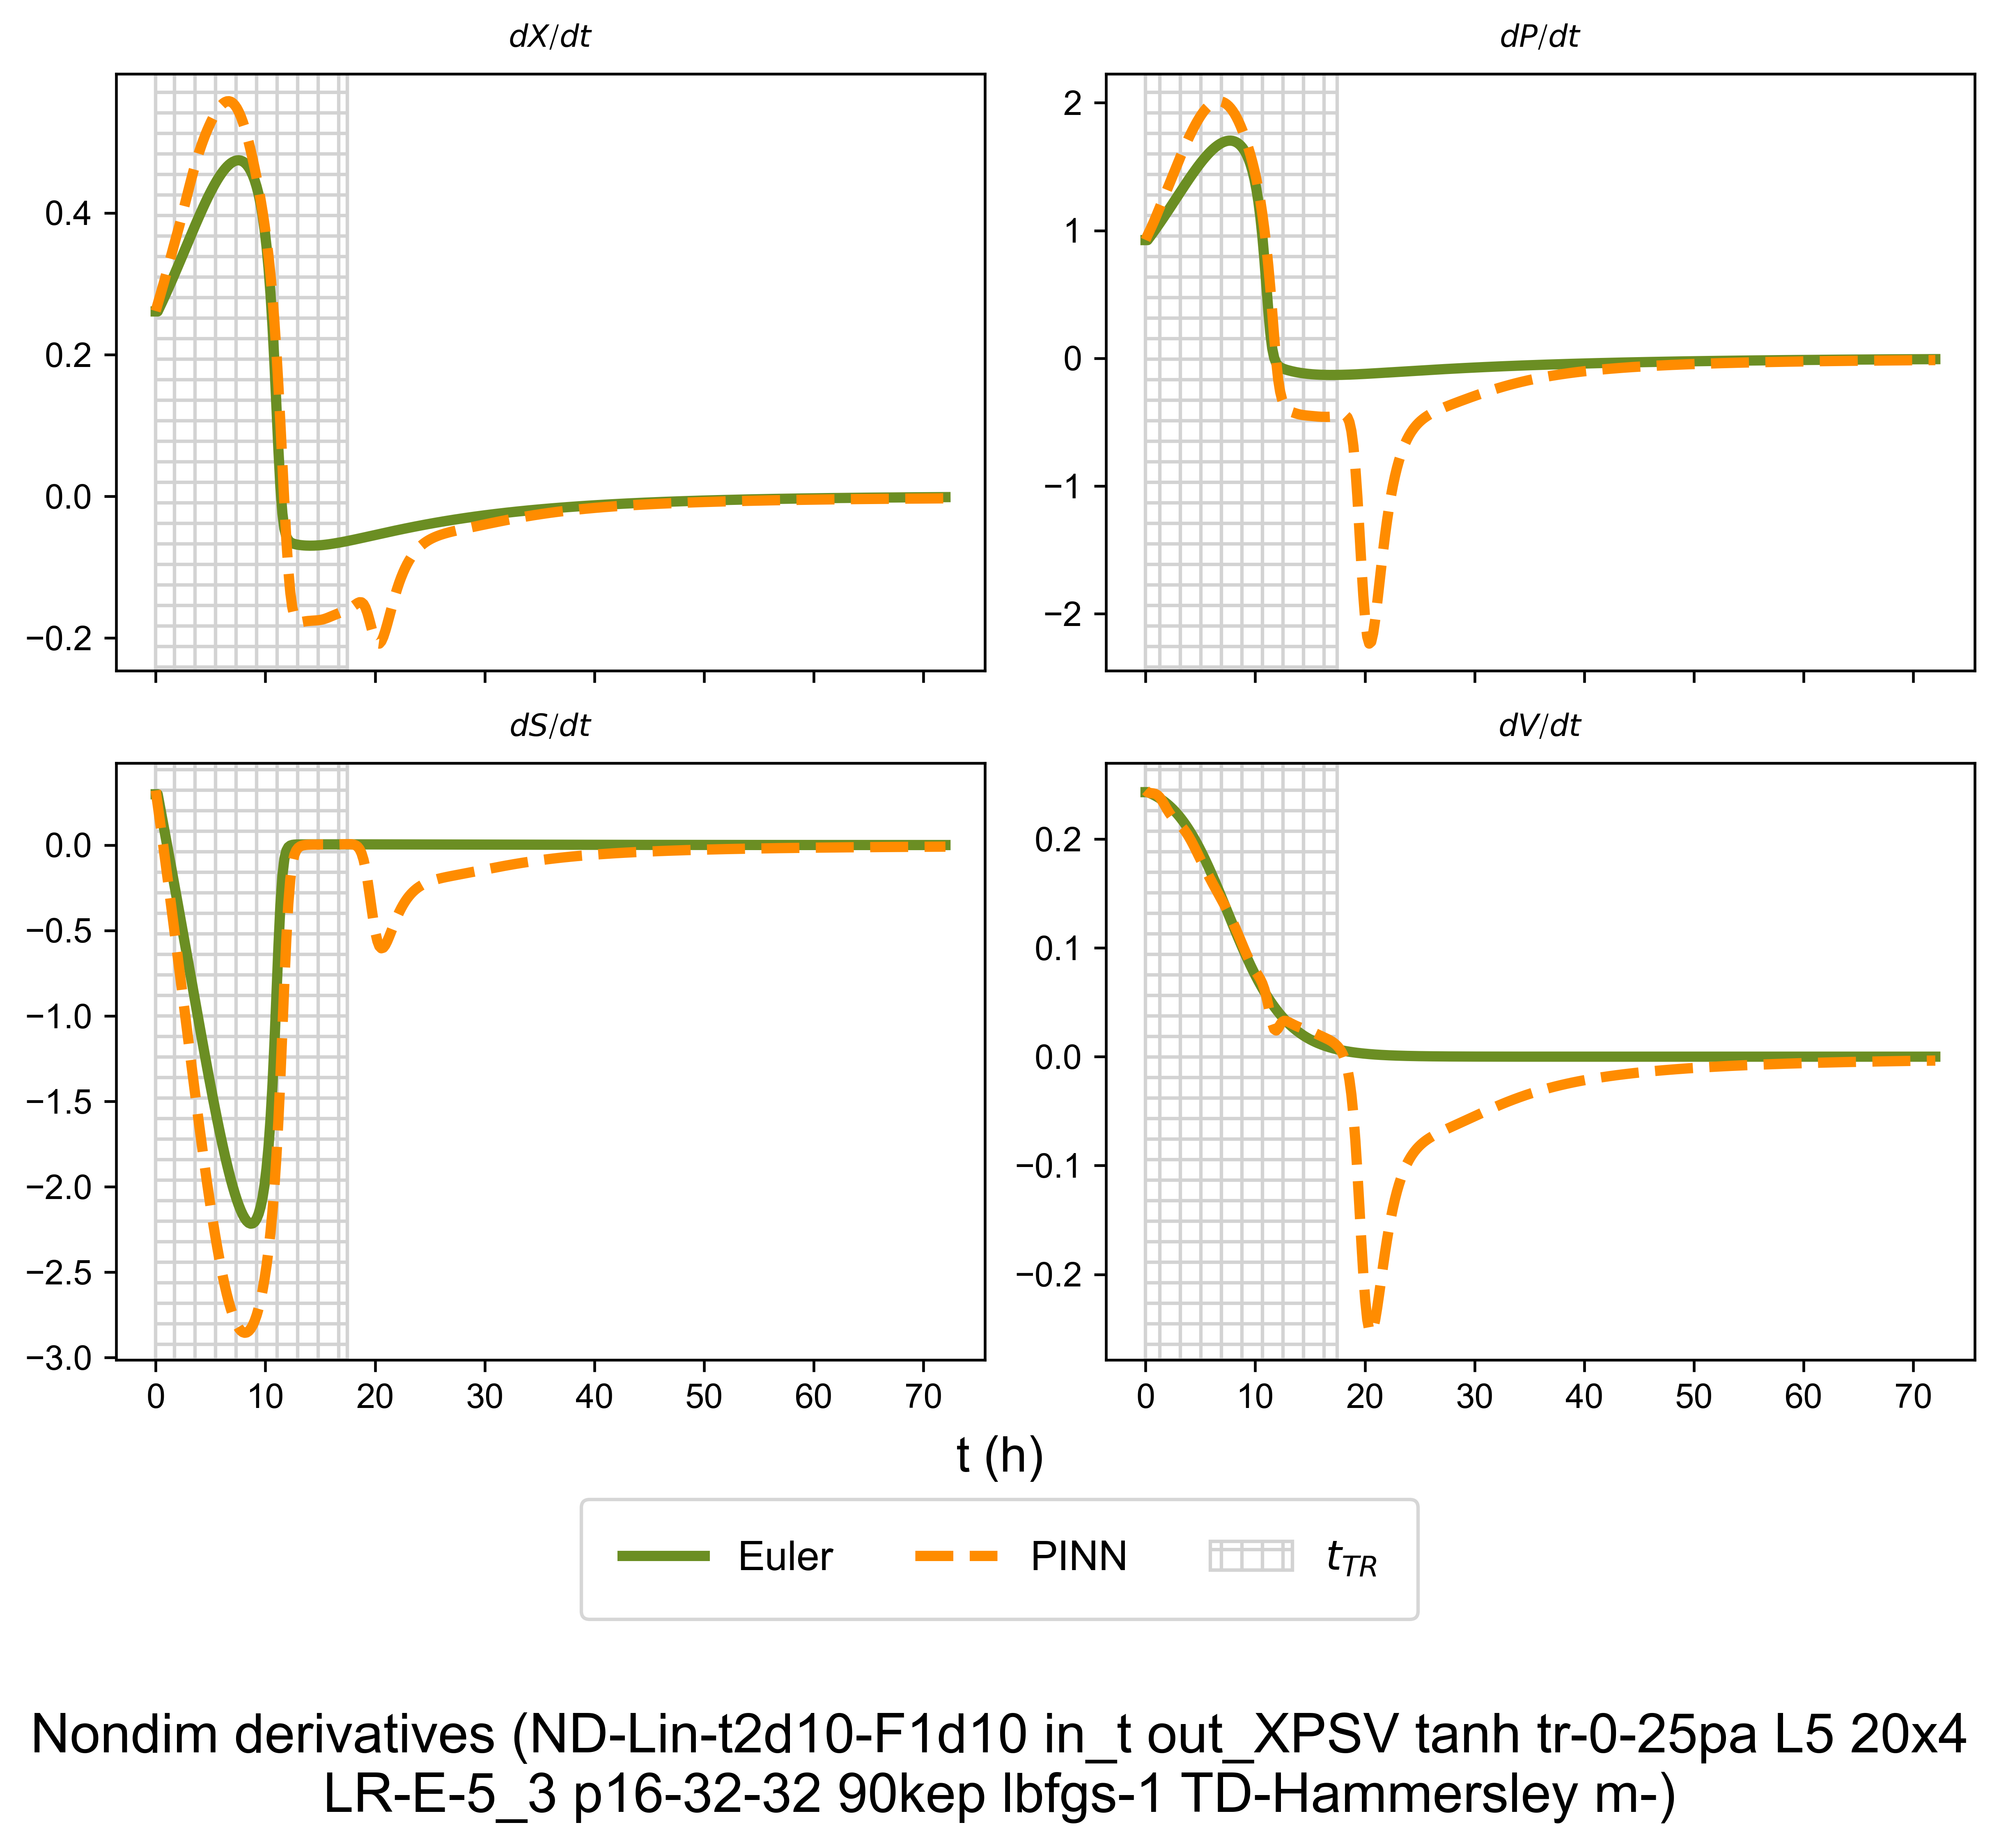 dX/dt
dP/dt
0.4
0.2
0.0
−0.2
2
1
0
−1
−2
dS/dt
dV/dt
0.0
−0.5
−1.0
−1.5
−2.0
−2.5
−3.0
0.2
0.1
0.0
−0.1
−0.2
0 10 20 30 40 50 60 70
0 10 20 30 40 50 60 70
t (h)
Euler PINN t_TR
Nondim derivatives (ND-Lin-t2d10-F1d10 in_t out_XPSV tanh tr-0-25pa L5 20x4
LR-E-5_3 p16-32-32 90kep lbfgs-1 TD-Hammersley m-)